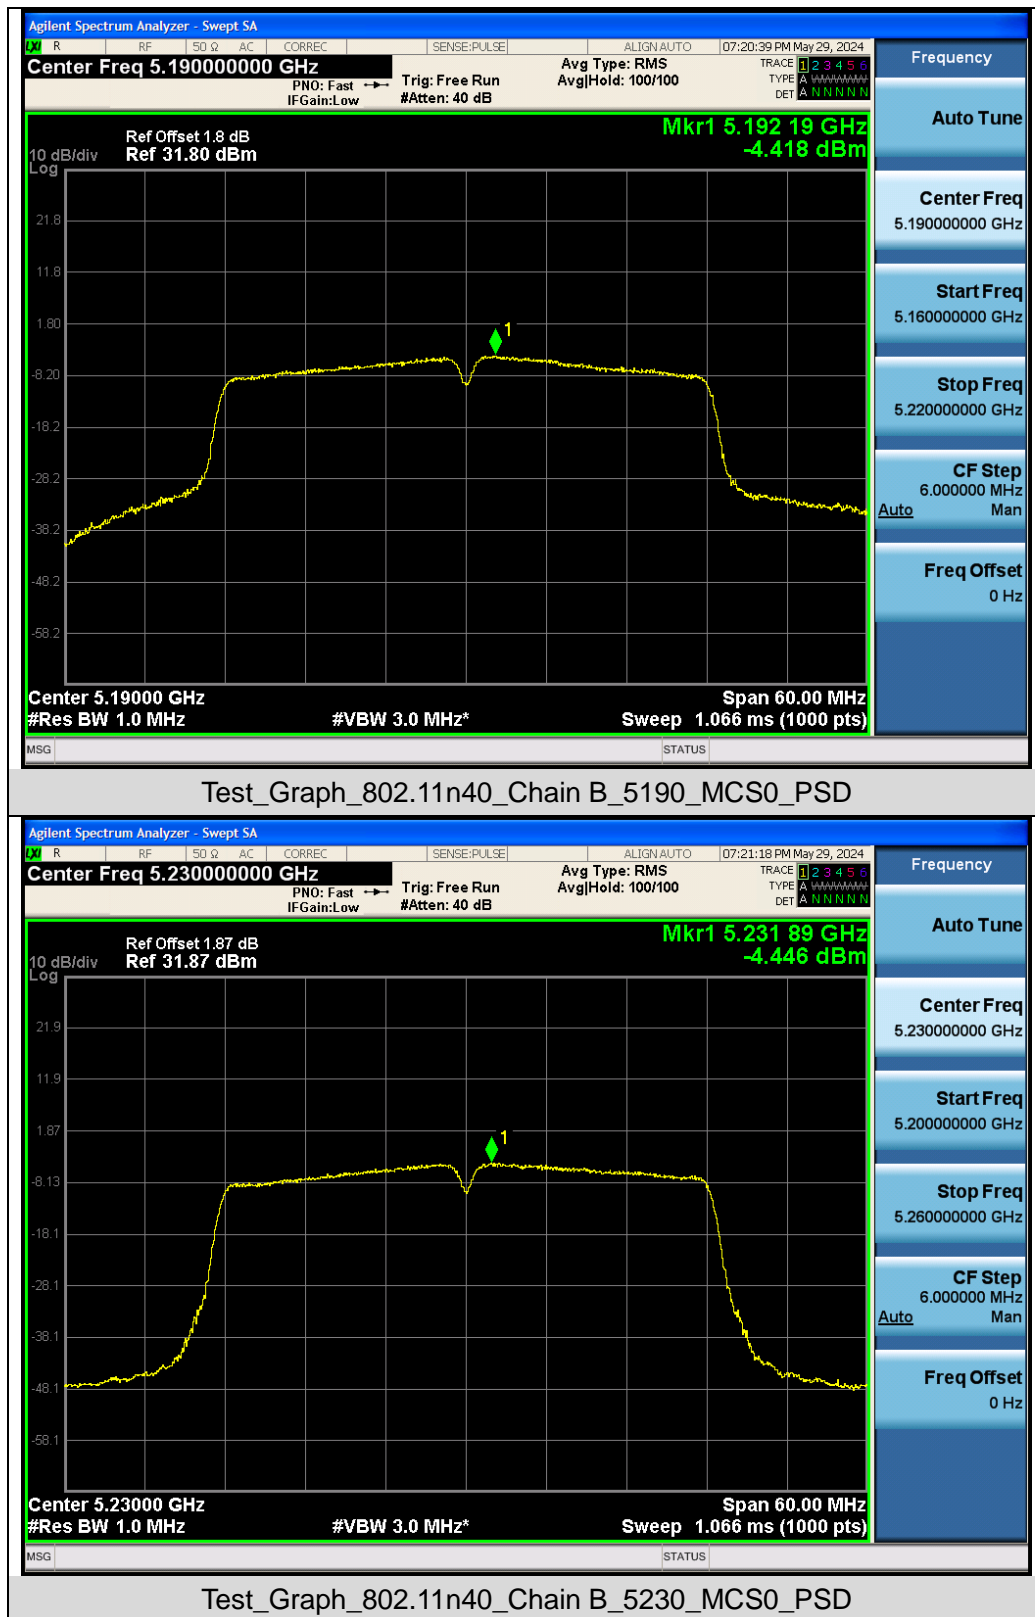 Agilent Spectrum Analyzer - Swept SA
LXI R RF 50 Ω AC CORREC SENSE:PULSE ALIGN AUTO 07:20:39 PM May 29, 2024
Center Freq 5.190000000 GHz
PNO: Fast
IFGain:Low
Trig: Free Run
#Atten: 40 dB
Avg Type: RMS
Avg|Hold: 100/100
TRACE 1 2 3 4 5 6
TYPE A WWWWW
DET A N N N N N
Frequency
Mkr1 5.192 19 GHz
-4.418 dBm
Ref Offset 1.8 dB
10 dB/div Ref 31.80 dBm
Log
21.8
11.8
1.80
-8.20
-18.2
-28.2
-38.2
-48.2
-58.2
1
Center 5.19000 GHz Span 60.00 MHz
#Res BW 1.0 MHz #VBW 3.0 MHz* Sweep 1.066 ms (1000 pts)
MSG STATUS
Auto Tune
Center Freq
5.190000000 GHz
Start Freq
5.160000000 GHz
Stop Freq
5.220000000 GHz
CF Step
6.000000 MHz
Auto Man
Freq Offset
0 Hz
Test_Graph_802.11n40_Chain B_5190_MCS0_PSD
Agilent Spectrum Analyzer - Swept SA
LXI R RF 50 Ω AC CORREC SENSE:PULSE ALIGN AUTO 07:21:18 PM May 29, 2024
Center Freq 5.230000000 GHz
PNO: Fast
IFGain:Low
Trig: Free Run
#Atten: 40 dB
Avg Type: RMS
Avg|Hold: 100/100
TRACE 1 2 3 4 5 6
TYPE A WWWWW
DET A N N N N N
Frequency
Mkr1 5.231 89 GHz
-4.446 dBm
Ref Offset 1.87 dB
10 dB/div Ref 31.87 dBm
Log
21.9
11.9
1.87
-8.13
-18.1
-28.1
-38.1
-48.1
-58.1
1
Center 5.23000 GHz Span 60.00 MHz
#Res BW 1.0 MHz #VBW 3.0 MHz* Sweep 1.066 ms (1000 pts)
MSG STATUS
Auto Tune
Center Freq
5.230000000 GHz
Start Freq
5.200000000 GHz
Stop Freq
5.260000000 GHz
CF Step
6.000000 MHz
Auto Man
Freq Offset
0 Hz
Test_Graph_802.11n40_Chain B_5230_MCS0_PSD